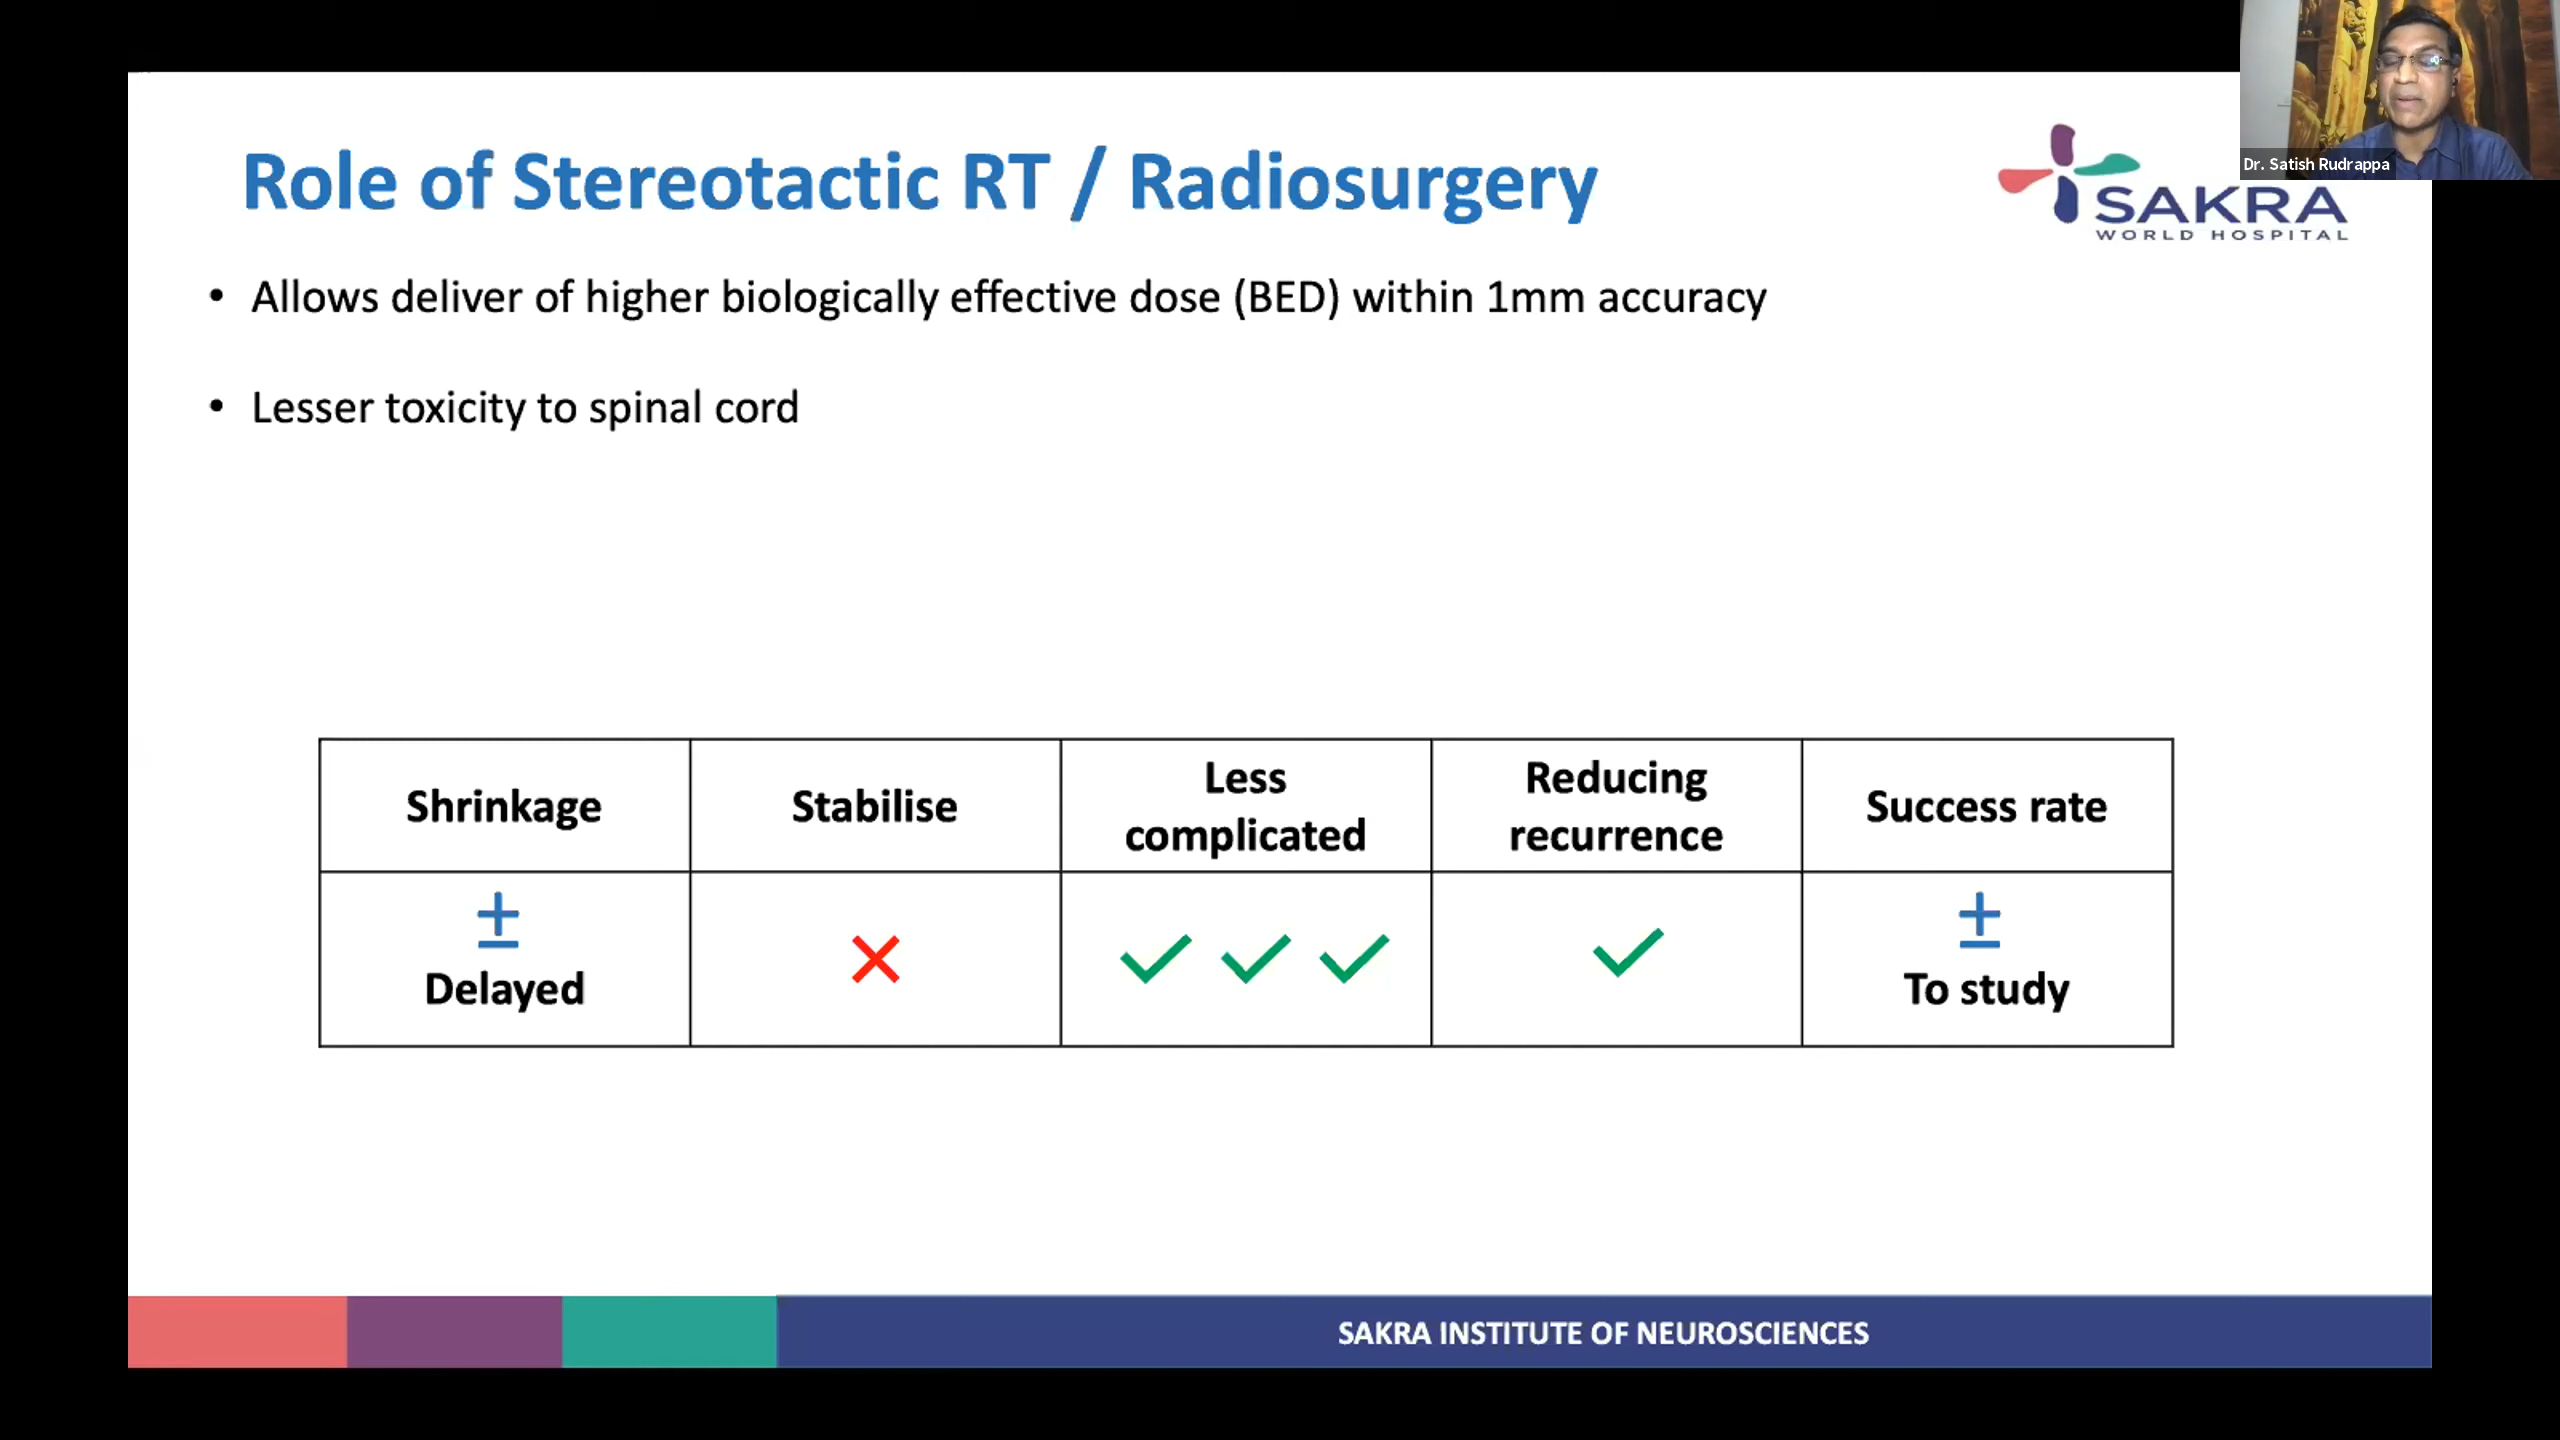 Dr. Satish Rudrappa
Role of Stereotactic RT / Radiosurgery
SAKRA
WORLD HOSPITAL
• Allows deliver of higher biologically effective dose (BED) within 1mm accuracy
• Lesser toxicity to spinal cord
Shrinkage
Stabilise
Less
complicated
Reducing
recurrence
Success rate
±
Delayed
±
To study
SAKRA INSTITUTE OF NEUROSCIENCES